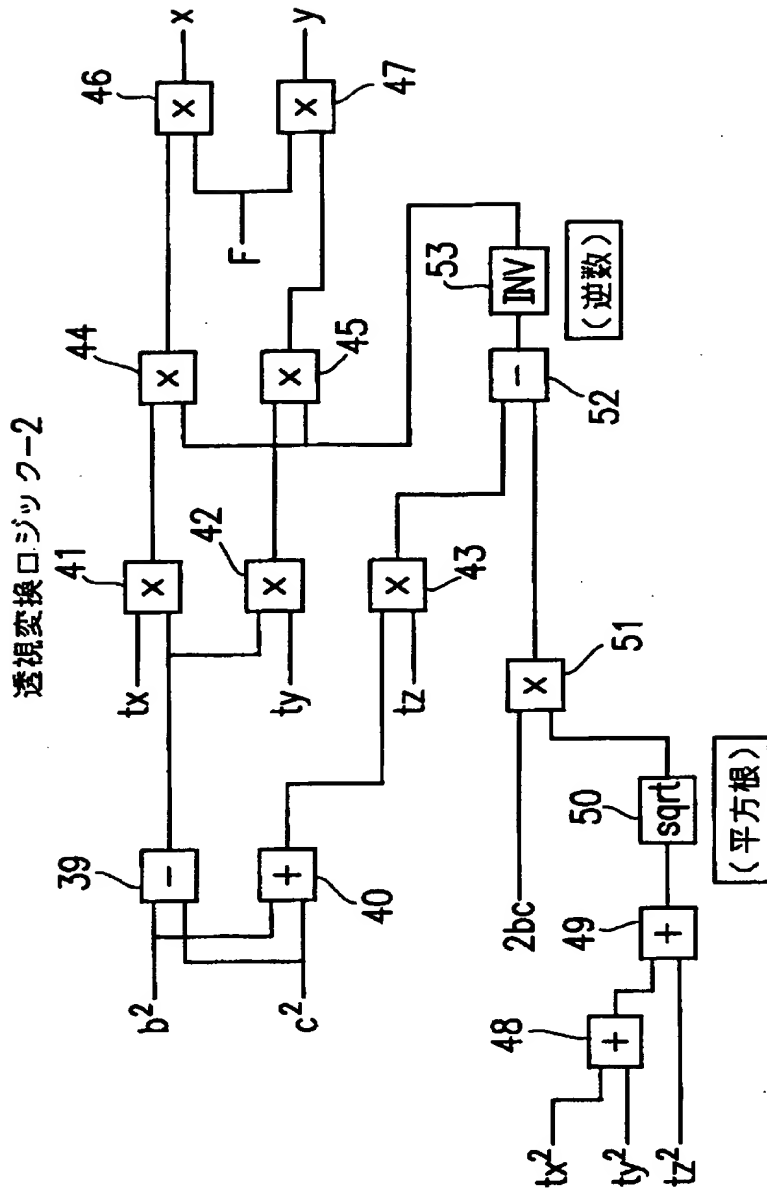 透視変換ロジック-2
b²
c²
39
-
+
40
tx
ty
tz
41
x
42
x
43
x
44
x
45
x
F
46
x
47
x
x
y
tx²
ty²
tz²
48
+
49
+
50
sqrt
(平方根)
2bc
51
x
52
-
53
INV
(逆数)